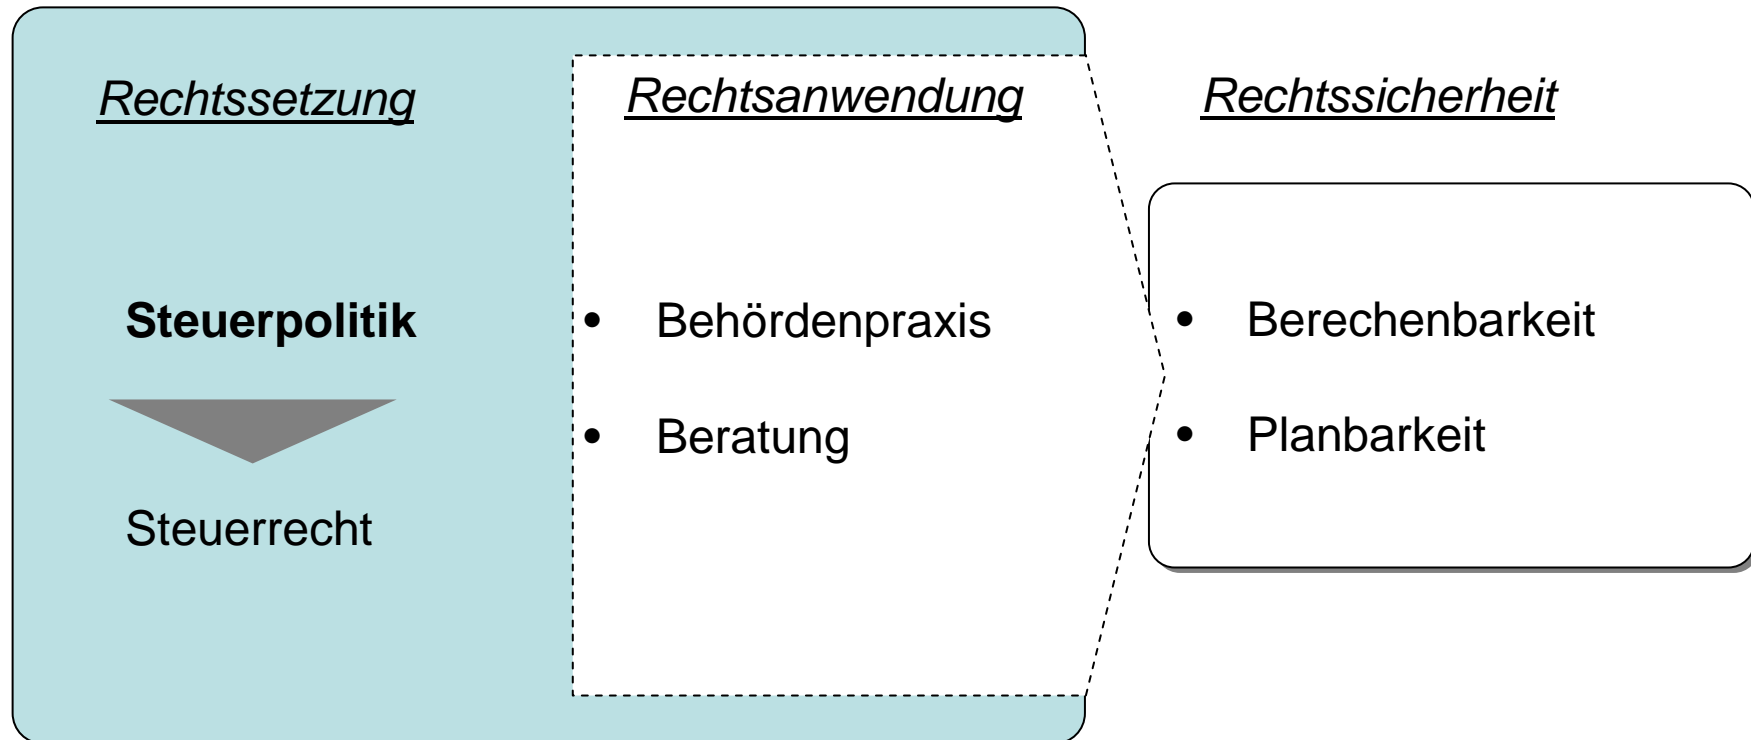 Rechtssetzung
Steuerpolitik
Steuerrecht
Rechtsanwendung
• Behördenpraxis
• Beratung
Rechtssicherheit
• Berechenbarkeit
• Planbarkeit